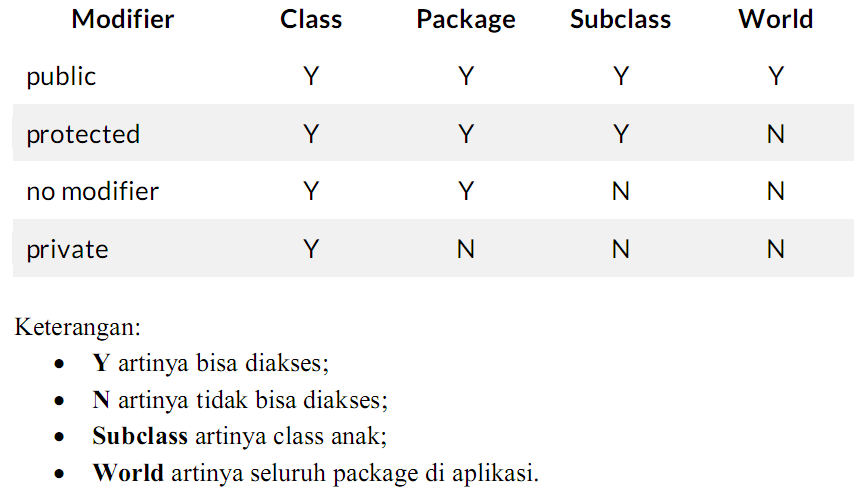 Modifier Class Package Subclass World
public Y Y Y Y
protected Y Y Y N
no modifier Y Y N N
private Y N N N
Keterangan:
• Y artinya bisa diakses;
• N artinya tidak bisa diakses;
• Subclass artinya class anak;
• World artinya seluruh package di aplikasi.